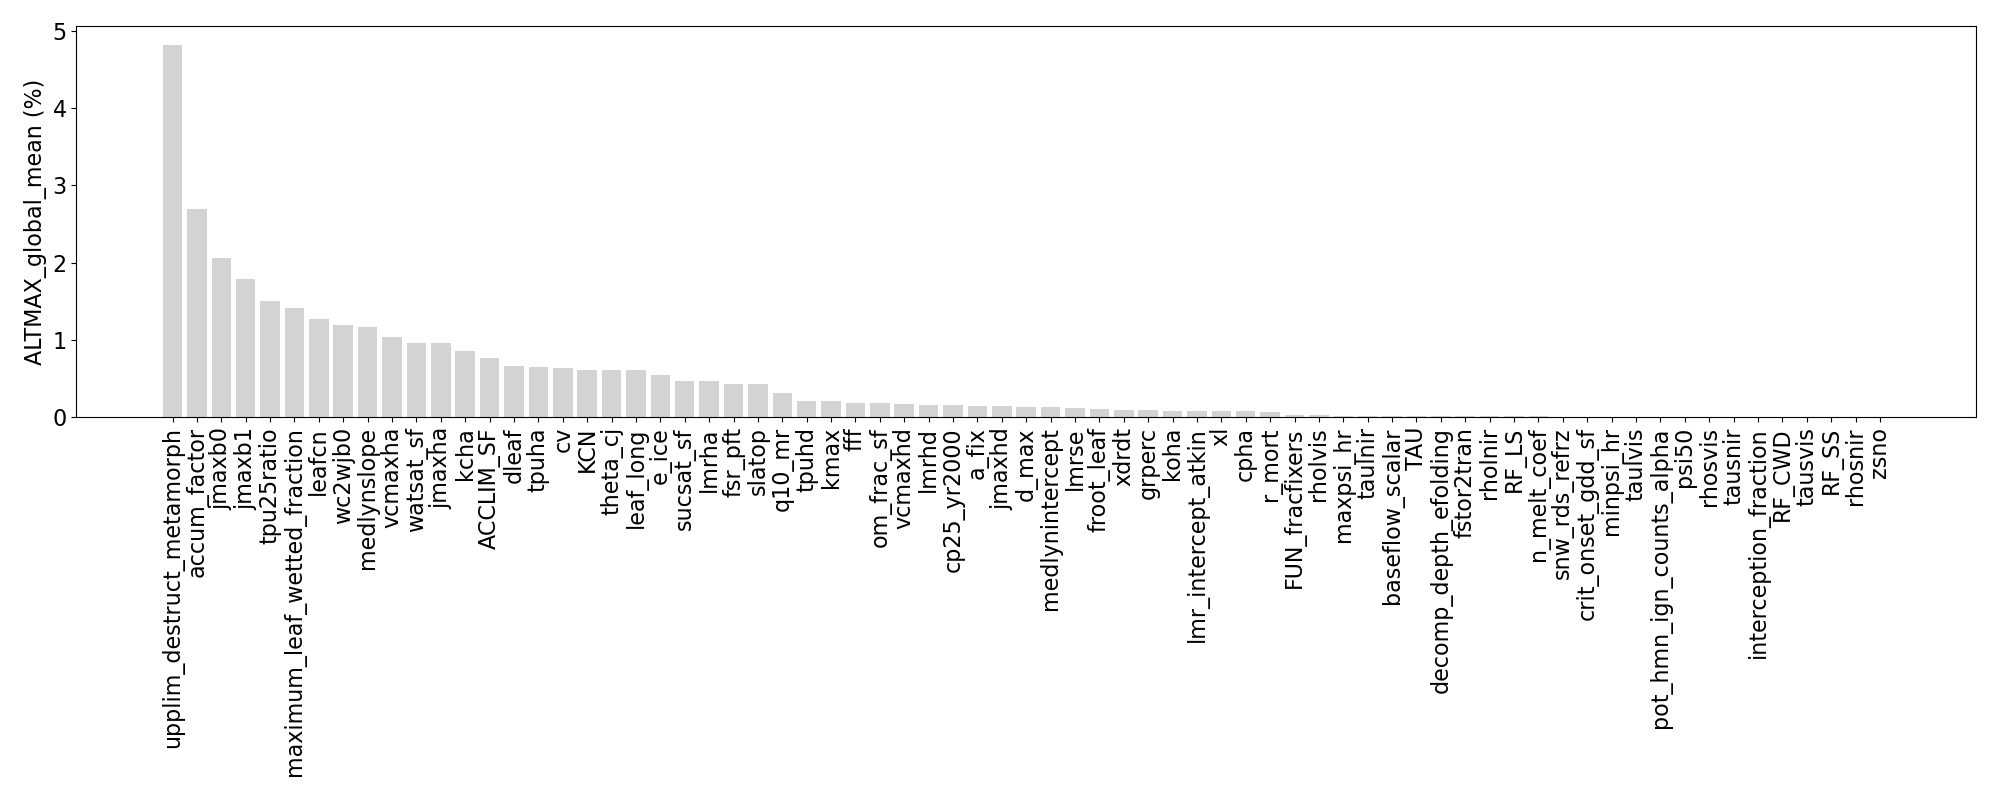 ALTMAX_global_mean (%)
5
4
3
2
1
0
upplim_destruct_metamorph
accum_factor
jmaxb0
jmaxb1
tpu25ratio
maximum_leaf_wetted_fraction
leafcn
wc2wjb0
medlynslope
vcmaxha
watsat_sf
jmaxha
kcha
ACCLIM_SF
dleaf
tpuha
cv
KCN
theta_cj
leaf_long
e_ice
sucsat_sf
lmrha
fsr_pft
slatop
q10_mr
tpuhd
kmax
fff
om_frac_sf
vcmaxhd
lmrhd
cp25_yr2000
a_fix
jmaxhd
d_max
medlynintercept
lmrse
froot_leaf
xdrdt
grperc
koha
lmr_intercept_atkin
xl
cpha
r_mort
FUN_fracfixers
rholvis
maxpsi_hr
taulnir
baseflow_scalar
TAU
decomp_depth_efolding
fstor2tran
rholnir
RF_LS
n_melt_coef
snw_rds_refrz
crit_onset_gdd_sf
minpsi_hr
taulvis
pot_hmn_ign_counts_alpha
psi50
rhosvis
tausnir
interception_fraction
RF_CWD
tausvis
RF_SS
rhosnir
zsno